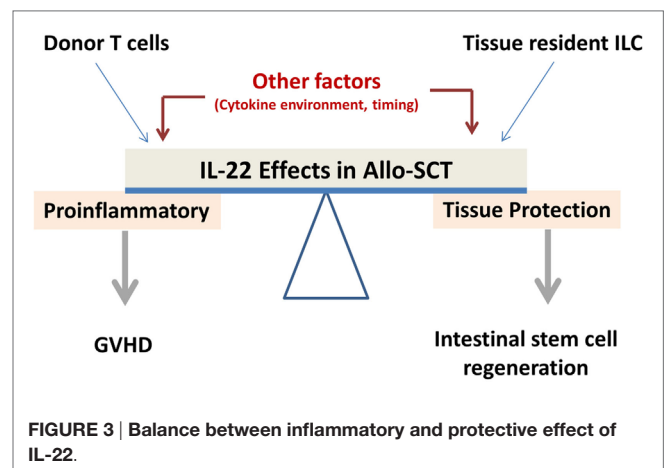 Donor T cells
Tissue resident ILC
Other factors
(Cytokine environment, timing)
IL-22 Effects in Allo-SCT
Proinflammatory
Tissue Protection
GVHD
Intestinal stem cell
regeneration
FIGURE 3 | Balance between inflammatory and protective effect of
IL-22.